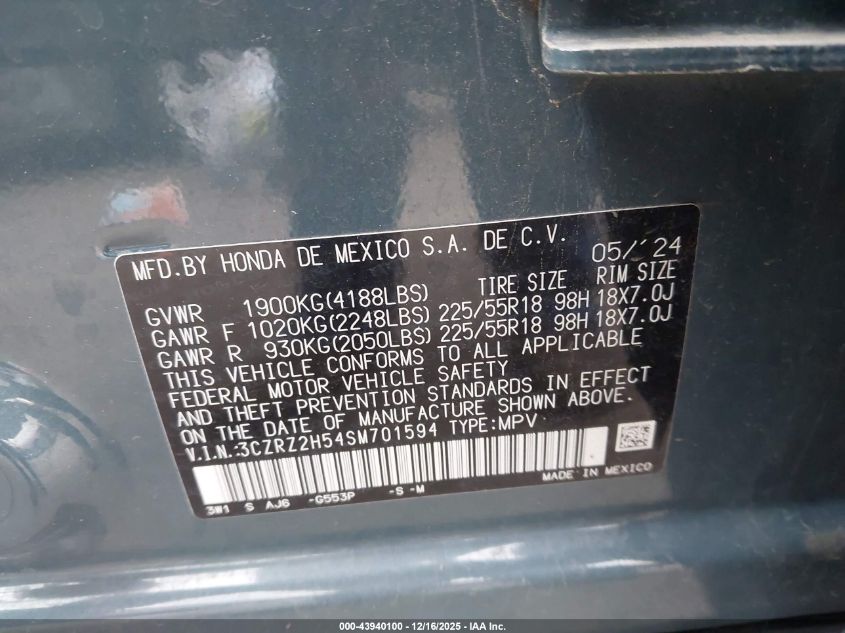 MFD.BY HONDA DE MEXICO S.A. DE C.V. 05/'24
TIRE SIZE RIM SIZE
GVWR 1900KG(4188LBS)
GAWR F 1020KG(2248LBS) 225/55R18 98H 18X7.0J
GAWR R 930KG(2050LBS) 225/55R18 98H 18X7.0J
THIS VEHICLE CONFORMS TO ALL APPLICABLE
FEDERAL MOTOR VEHICLE SAFETY
AND THEFT PREVENTION STANDARDS IN EFFECT
ON THE DATE OF MANUFACTURE SHOWN ABOVE.
V.I.N.:3CZRZ2H54SM701594 TYPE:MPV
MADE IN MEXICO
3W1 S AJ6 -G553P -S -M
000-43940100 - 12/16/2025 - IAA Inc.